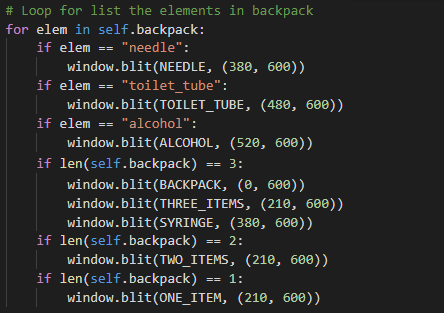 # Loop for list the elements in backpack
for elem in self.backpack:
    if elem == "needle":
        window.blit(NEEDLE, (380, 600))
    if elem == "toilet_tube":
        window.blit(TOILET_TUBE, (480, 600))
    if elem == "alcohol":
        window.blit(ALCOHOL, (520, 600))
    if len(self.backpack) == 3:
        window.blit(BACKPACK, (0, 600))
        window.blit(THREE_ITEMS, (210, 600))
        window.blit(SYRINGE, (380, 600))
    if len(self.backpack) == 2:
        window.blit(TWO_ITEMS, (210, 600))
    if len(self.backpack) == 1:
        window.blit(ONE_ITEM, (210, 600))